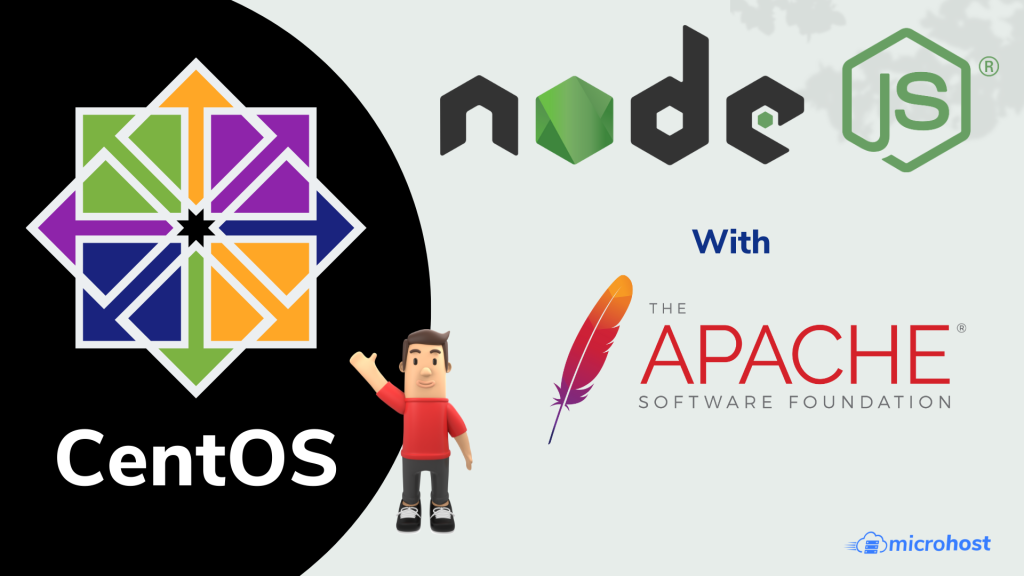 CentOS
node
JS®
With
THE
APACHE®
SOFTWARE FOUNDATION
microhost